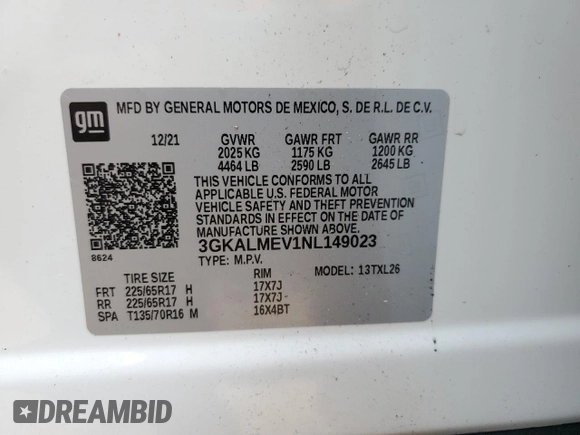 gm
MFD BY GENERAL MOTORS DE MEXICO, S. DE R.L. DE C.V.
12/21 GVWR GAWR FRT GAWR RR
2025 KG 1175 KG 1200 KG
4464 LB 2590 LB 2645 LB
THIS VEHICLE CONFORMS TO ALL
APPLICABLE U.S. FEDERAL MOTOR
VEHICLE SAFETY AND THEFT PREVENTION
STANDARDS IN EFFECT ON THE DATE OF
MANUFACTURE SHOWN ABOVE.
8624
3GKALMEV1NL149023
TYPE: M.P.V.
TIRE SIZE RIM MODEL: 13TXL26
FRT 225/65R17 H 17X7J
RR 225/65R17 H 17X7J
SPA T135/70R16 M 16X4BT
DREAMBID